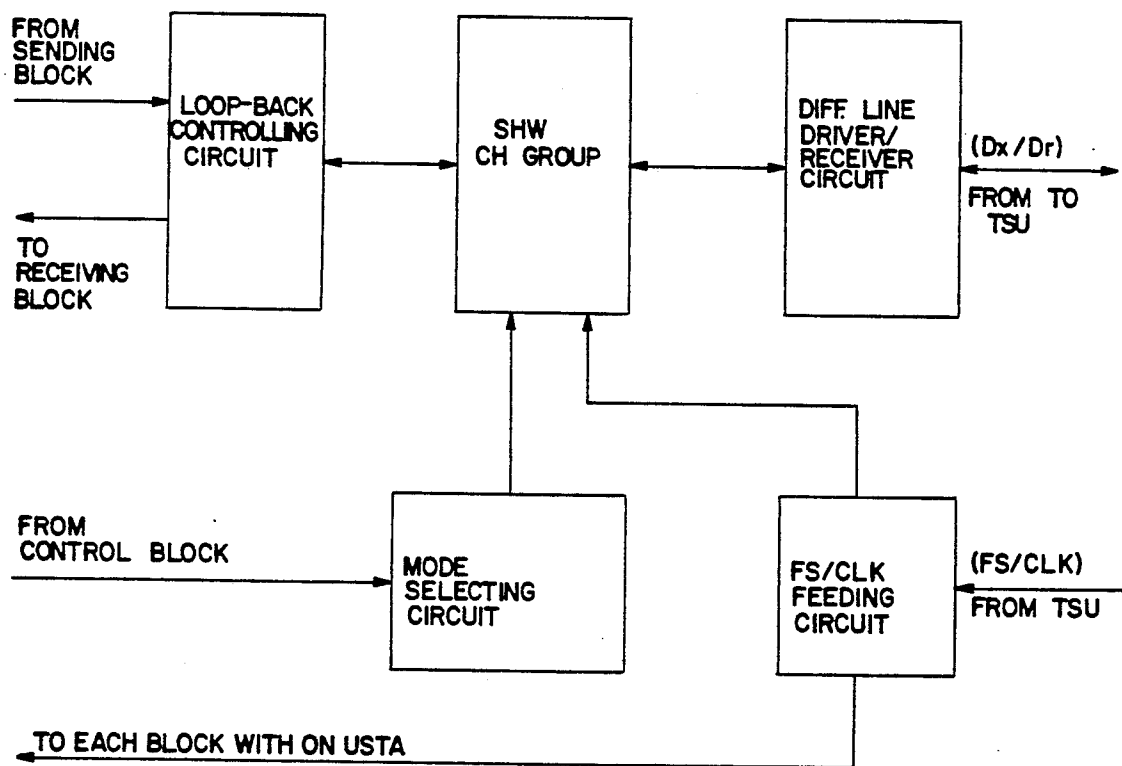 FROM
SENDING
BLOCK
LOOP-BACK
CONTROLLING
CIRCUIT
TO
RECEIVING
BLOCK
SHW
CH GROUP
DIFF. LINE
DRIVER/
RECEIVER
CIRCUIT
(Dx/Dr)
FROM TO
TSU
FROM
CONTROL BLOCK
MODE
SELECTING
CIRCUIT
FS/CLK
FEEDING
CIRCUIT
(FS/CLK)
FROM TSU
TO EACH BLOCK WITH ON USTA